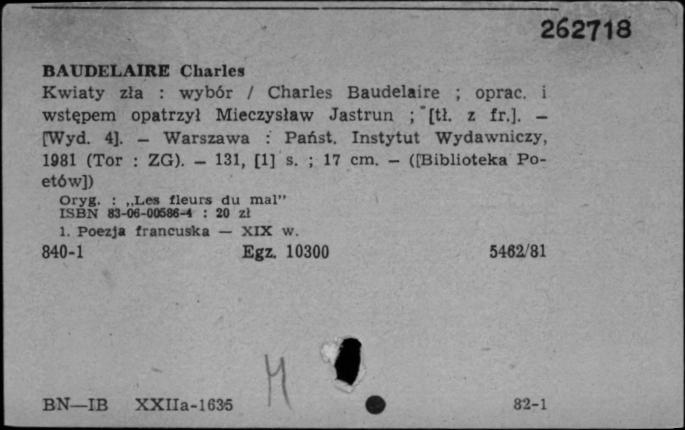 262718
BAUDELAIRE Charles
Kwiaty zła : wybór / Charles Baudelaire ; oprac. i
wstępem opatrzył Mieczysław Jastrun ; [tł. z fr.]. —
[Wyd. 4]. — Warszawa : Państ. Instytut Wydawniczy,
1981 (Tor : ZG). — 131, [1] s. ; 17 cm. — ([Biblioteka Po-
etów])
Oryg. : „Les fleurs du mal”
ISBN 83-06-00586-4 : 20 zł
1. Poezja francuska — XIX w.
840-1 Egz. 10300 5462/81
M
BN—IB XXIIa-1635 82-1